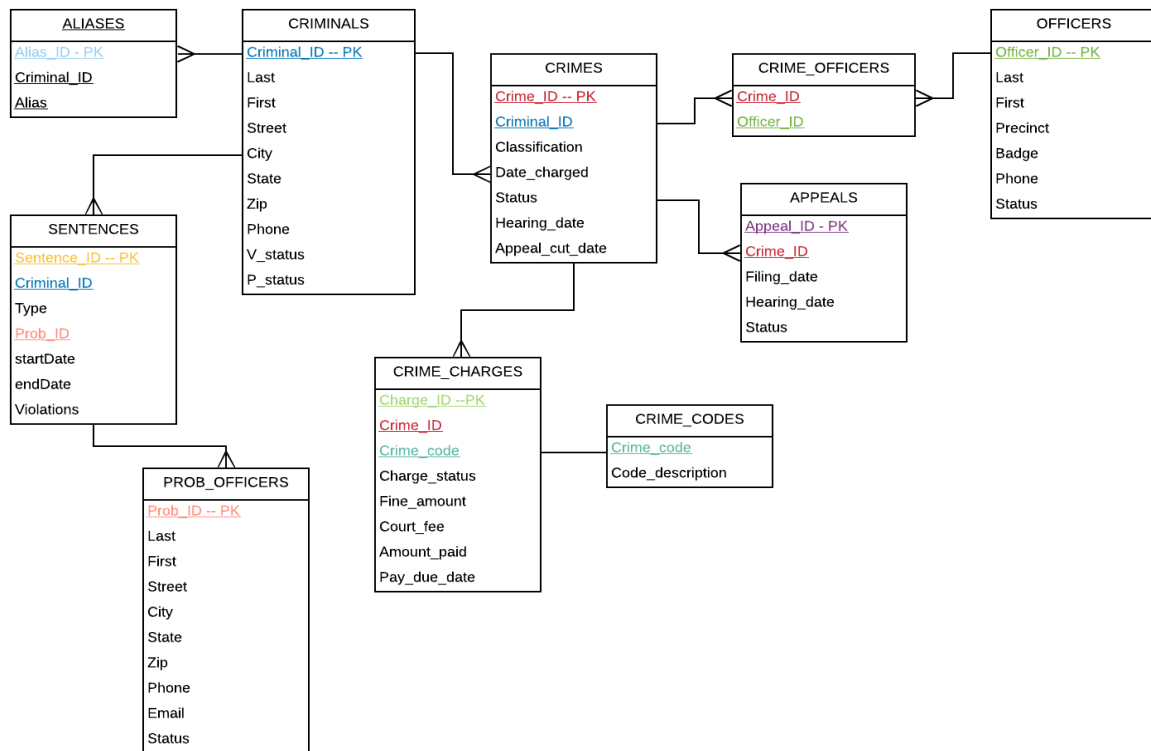 ALIASES
Alias_ID - PK
Criminal_ID
Alias
CRIMINALS
Criminal_ID -- PK
Last
First
Street
City
State
Zip
Phone
V_status
P_status
CRIMES
Crime_ID -- PK
Criminal_ID
Classification
Date_charged
Status
Hearing_date
Appeal_cut_date
CRIME_OFFICERS
Crime_ID
Officer_ID
OFFICERS
Officer_ID -- PK
Last
First
Precinct
Badge
Phone
Status
APPEALS
Appeal_ID - PK
Crime_ID
Filing_date
Hearing_date
Status
SENTENCES
Sentence_ID -- PK
Criminal_ID
Type
Prob_ID
startDate
endDate
Violations
CRIME_CHARGES
Charge_ID --PK
Crime_ID
Crime_code
Charge_status
Fine_amount
Court_fee
Amount_paid
Pay_due_date
CRIME_CODES
Crime_code
Code_description
PROB_OFFICERS
Prob_ID -- PK
Last
First
Street
City
State
Zip
Phone
Email
Status